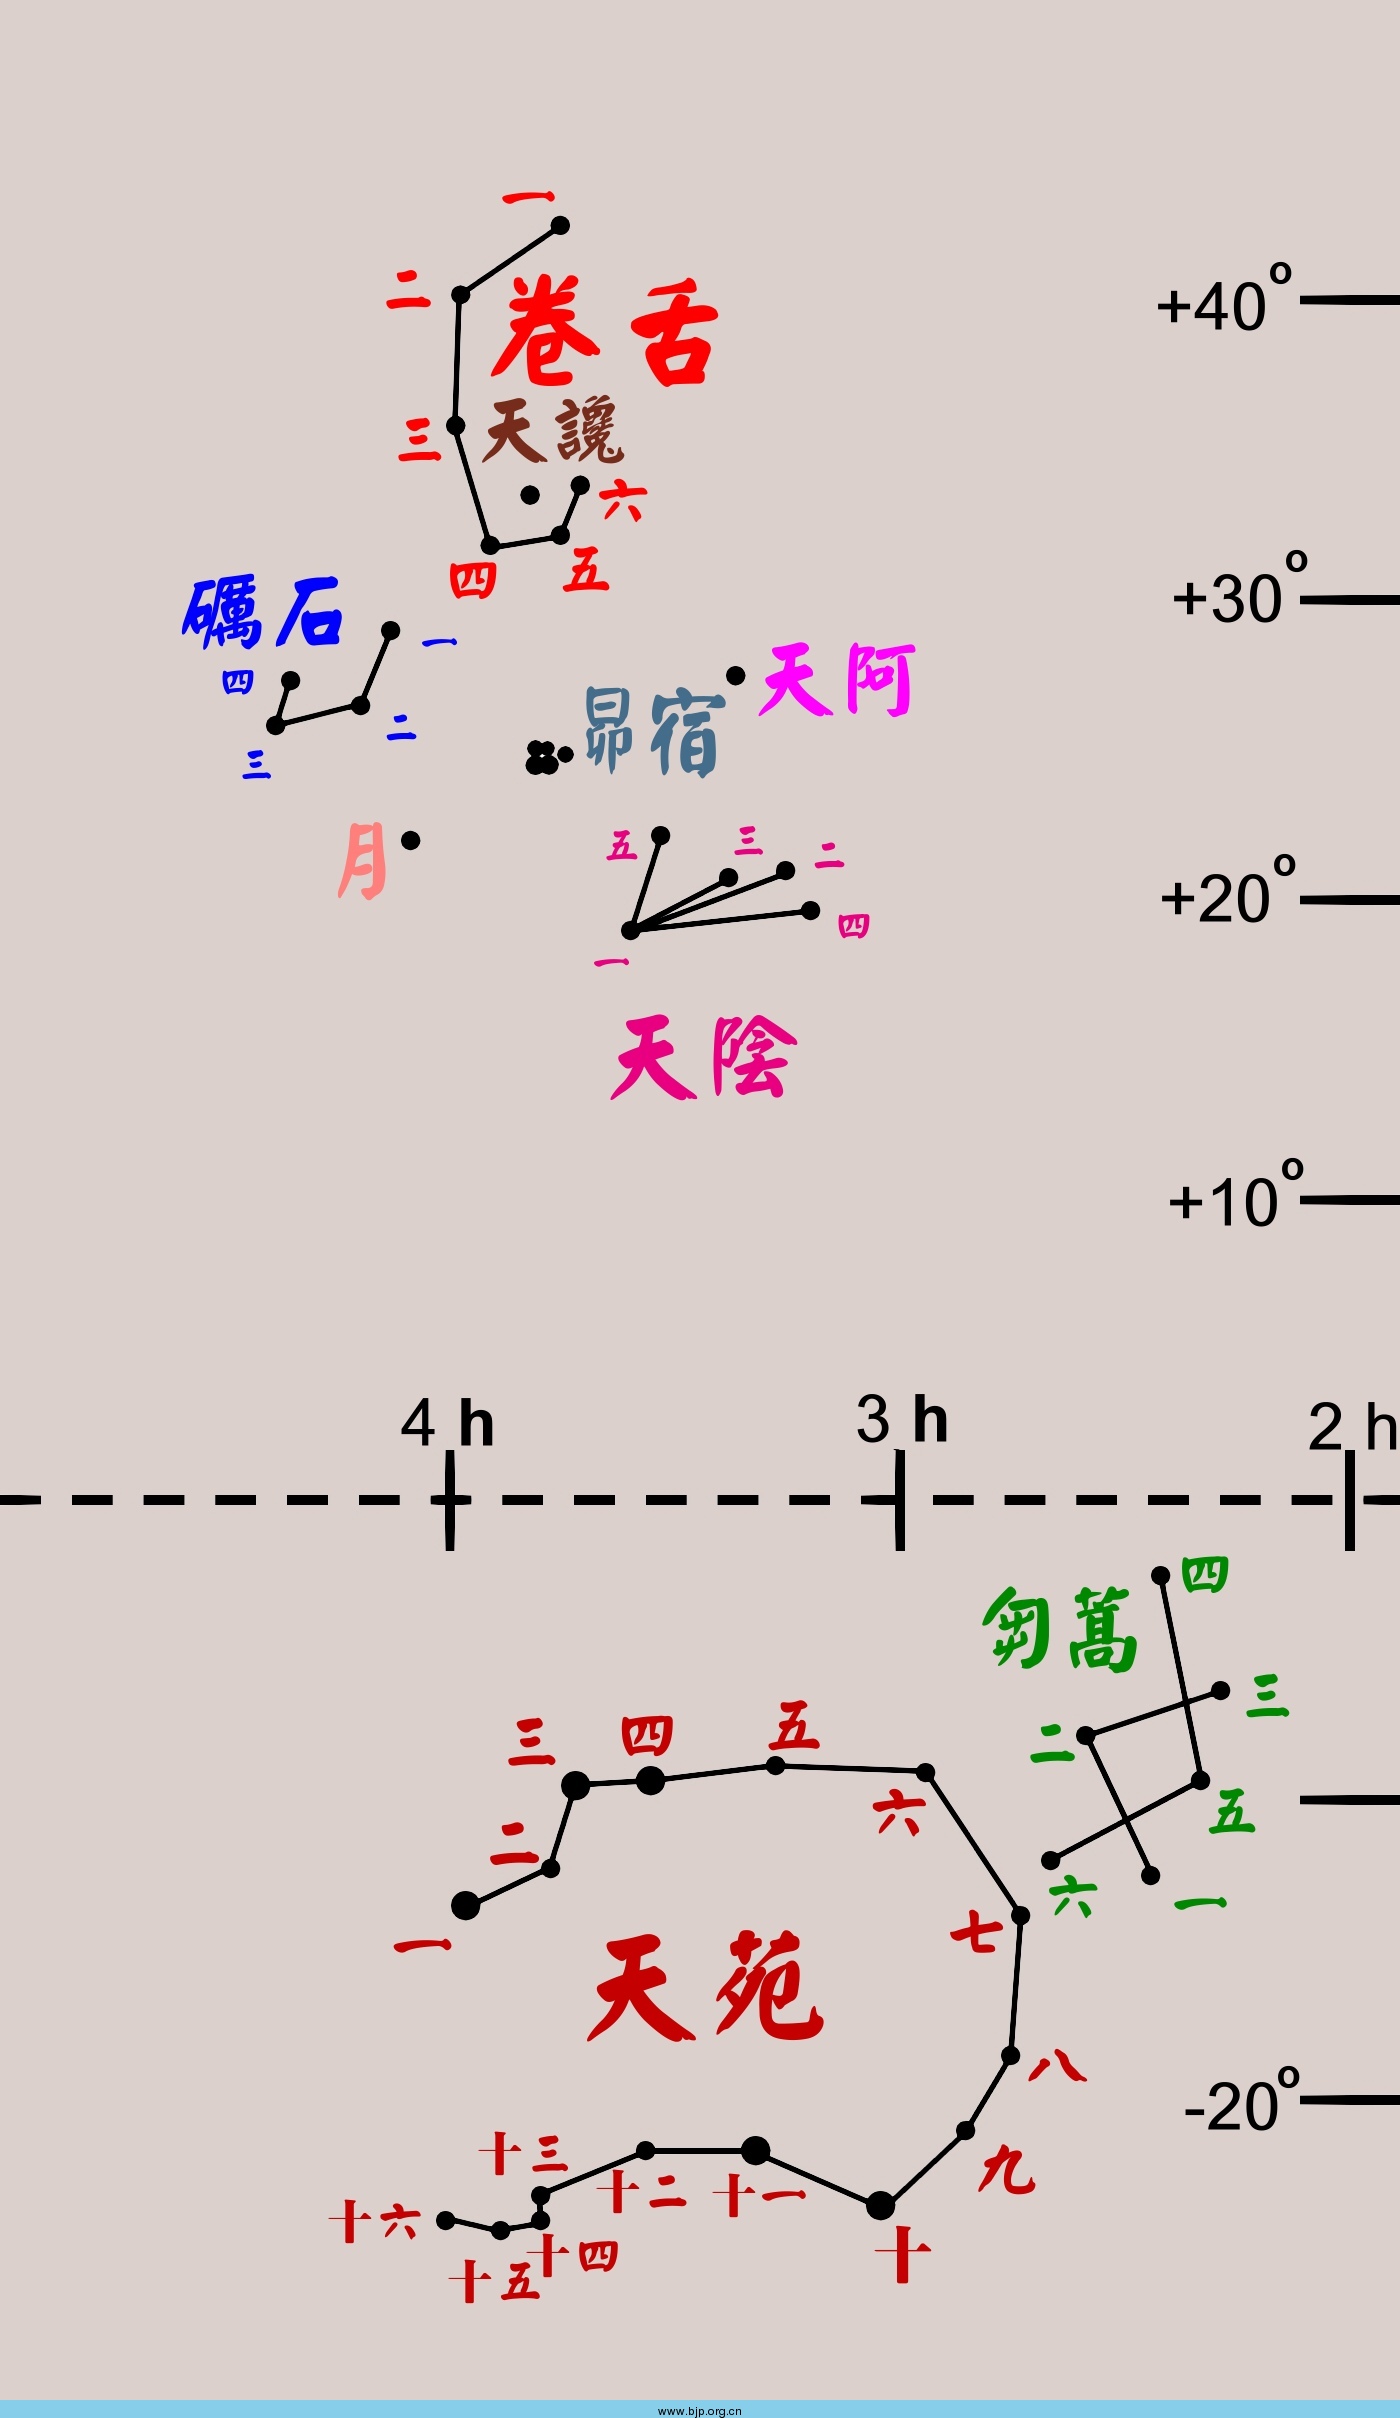 一
二
卷舌
+40°
三
天讒
六
四
五
礪石
一
+30°
四
二
三
天阿
昴宿
月
五
三
二
四
+20°
一
天陰
+10°
4 h
3 h
2 h
四
芻蒿
三
二
五
六
一
三
四
五
六
二
一
七
天苑
八
-20°
九
十三
十二
十一
十六
十四
十五
十
www.bjp.org.cn